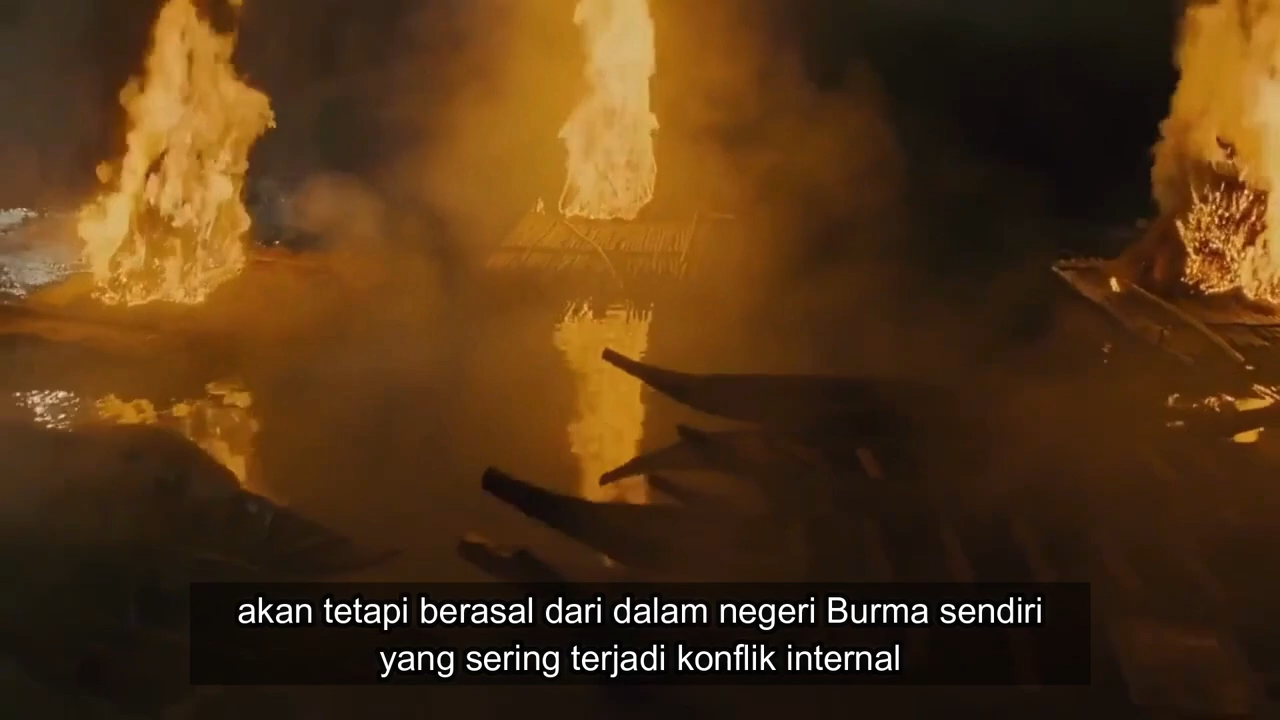 akan tetapi berasal dari dalam negeri Burma sendiri
yang sering terjadi konflik internal